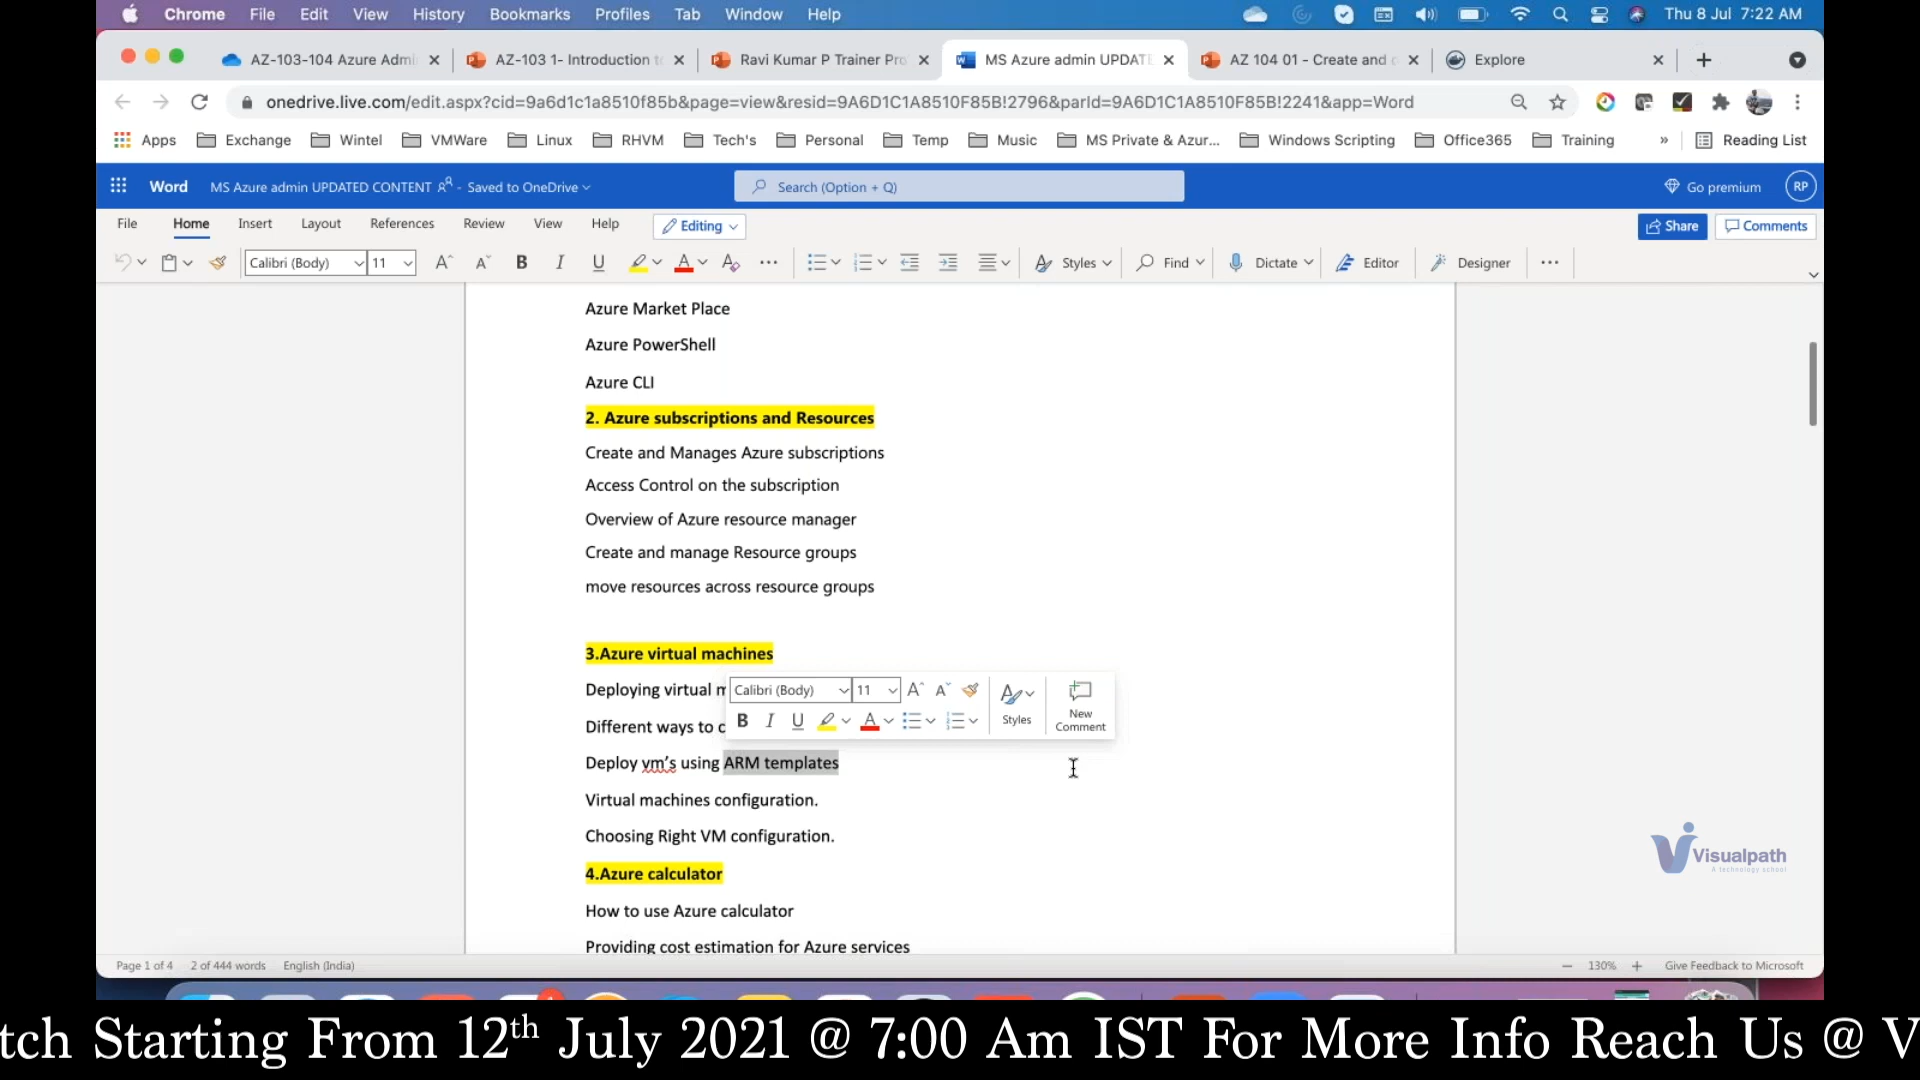 Chrome File Edit View History Bookmarks Profiles Tab Window Help Thu 8 Jul 7:22 AM
AZ-103-104 Azure Admi AZ-103 1- Introduction t Ravi Kumar P Trainer Pro MS Azure admin UPDATE AZ 104 01 - Create and c Explore
onedrive.live.com/edit.aspx?cid=9a6d1c1a8510f85b&page=view&resid=9A6D1C1A8510F85B!2796&parId=9A6D1C1A8510F85B!2241&app=Word
Apps Exchange Wintel VMWare Linux RHVM Tech's Personal Temp Music MS Private & Azur... Windows Scripting Office365 Training » Reading List
Word MS Azure admin UPDATED CONTENT - Saved to OneDrive Search (Option + Q) Go premium RP
File Home Insert Layout References Review View Help Editing Share Comments
Calibri (Body) 11 A A B I U A A ... Styles Find Dictate Editor Designer ...
Azure Market Place
Azure PowerShell
Azure CLI
2. Azure subscriptions and Resources
Create and Manages Azure subscriptions
Access Control on the subscription
Overview of Azure resource manager
Create and manage Resource groups
move resources across resource groups
3.Azure virtual machines
Deploying virtual m
Calibri (Body) 11 A A
Different ways to c
B I U A Styles New Comment
Deploy vm's using ARM templates
Virtual machines configuration.
Choosing Right VM configuration.
4.Azure calculator
How to use Azure calculator
Providing cost estimation for Azure services
Visualpath
A technology school
Page 1 of 4 2 of 444 words English (India) — 130% + Give Feedback to Microsoft
tch Starting From 12th July 2021 @ 7:00 Am IST For More Info Reach Us @ V